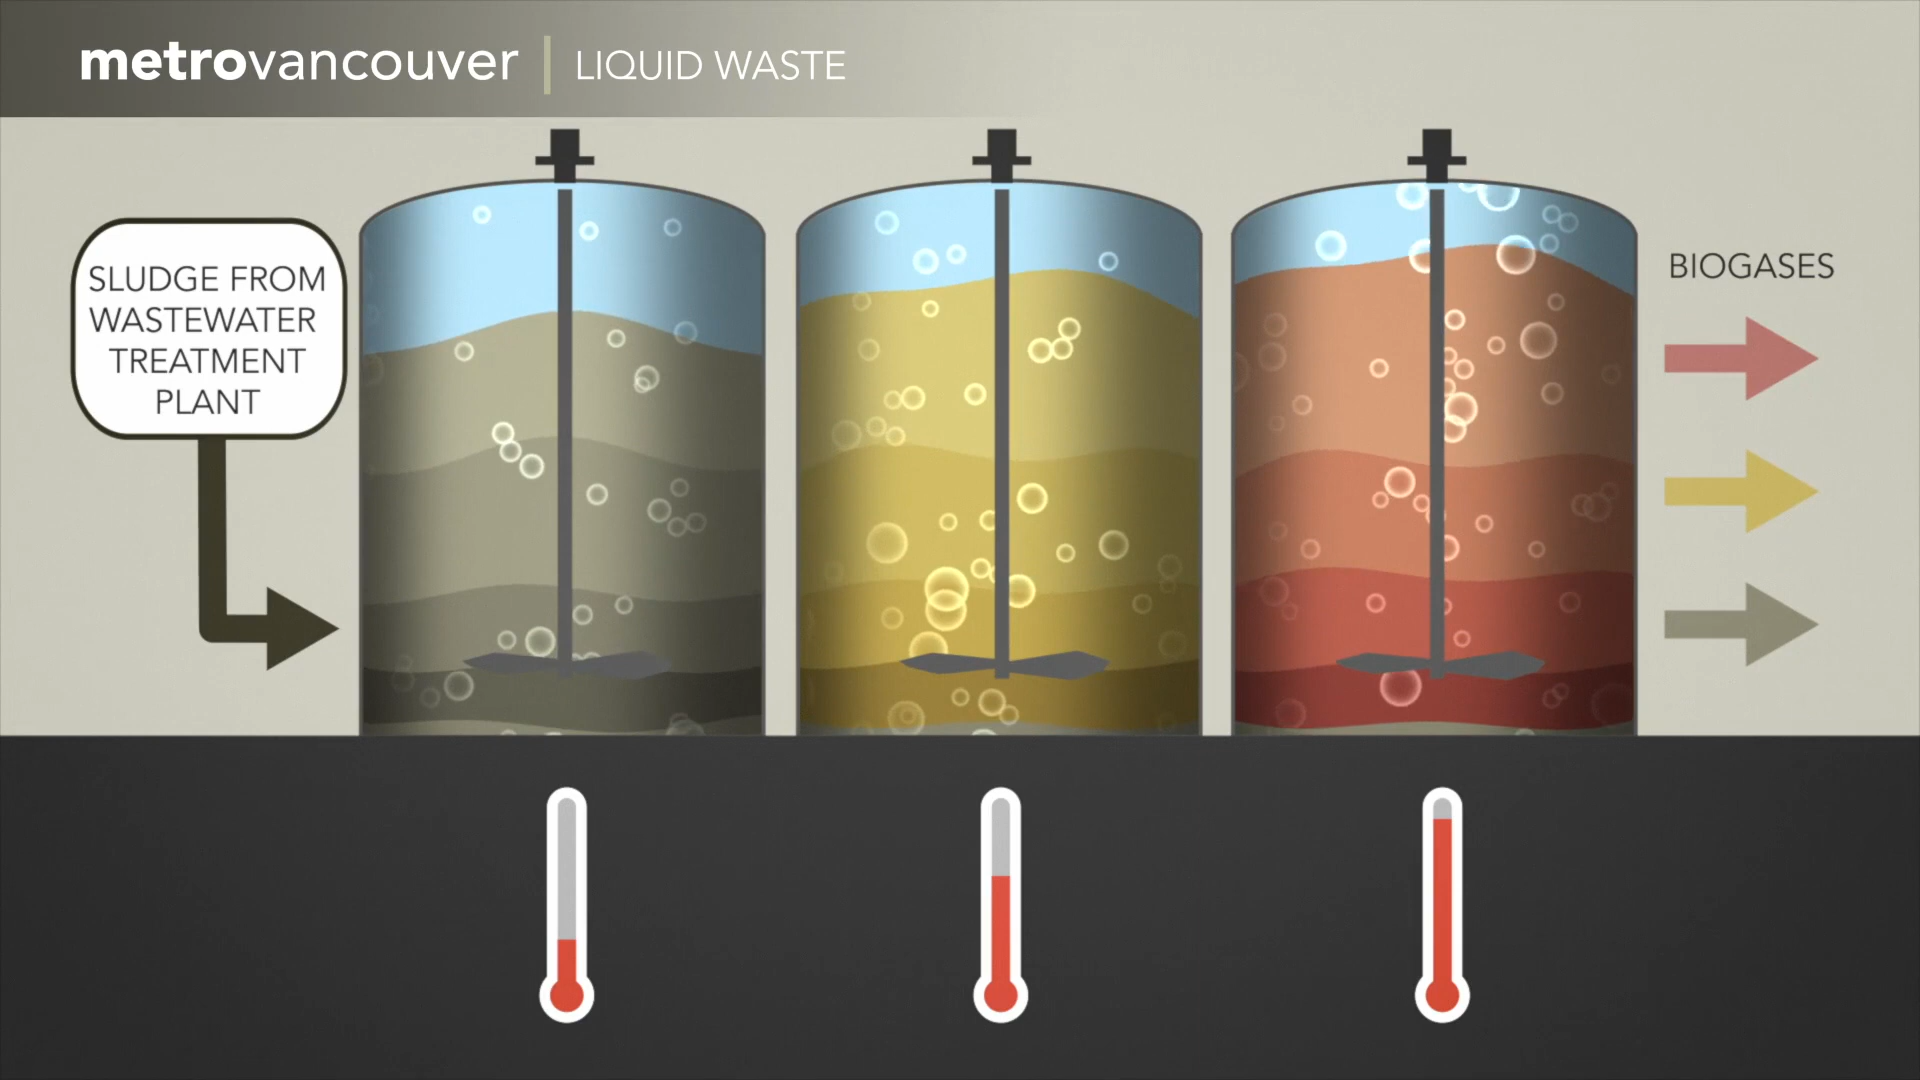 metrovancouver | LIQUID WASTE
SLUDGE FROM
WASTEWATER
TREATMENT
PLANT
BIOGASES